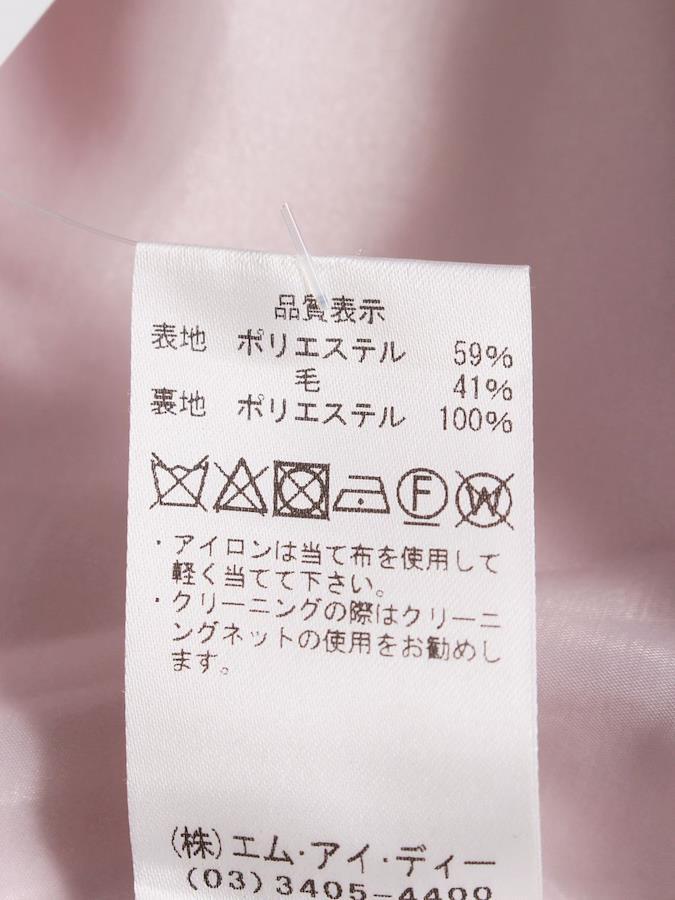 品質表示
表地 ポリエステル 59%
毛 41%
裏地 ポリエステル 100%
F W
・アイロンは当て布を使用して
軽く当てて下さい。
・クリーニングの際はクリーニ
ングネットの使用をお勧めし
ます。
(株)エム・アイ・ディー
(03)3405-4400